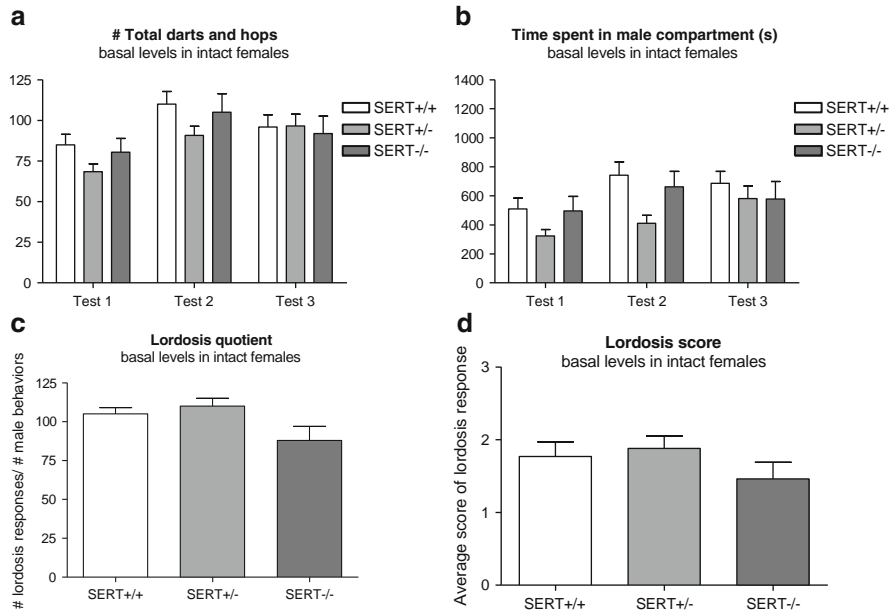 a
# Total darts and hops
basal levels in intact females
125
100
75
50
25
0
Test 1
Test 2
Test 3
SERT+/+
SERT+/-
SERT-/-
b
Time spent in male compartment (s)
basal levels in intact females
1400
1200
1000
800
600
400
200
0
Test 1
Test 2
Test 3
SERT+/+
SERT+/-
SERT-/-
c
Lordosis quotient
basal levels in intact females
# lordosis responses/ # male behaviors
125
100
75
50
25
0
SERT+/+
SERT+/-
SERT-/-
d
Lordosis score
basal levels in intact females
Average score of lordosis response
3
2
1
0
SERT+/+
SERT+/-
SERT-/-